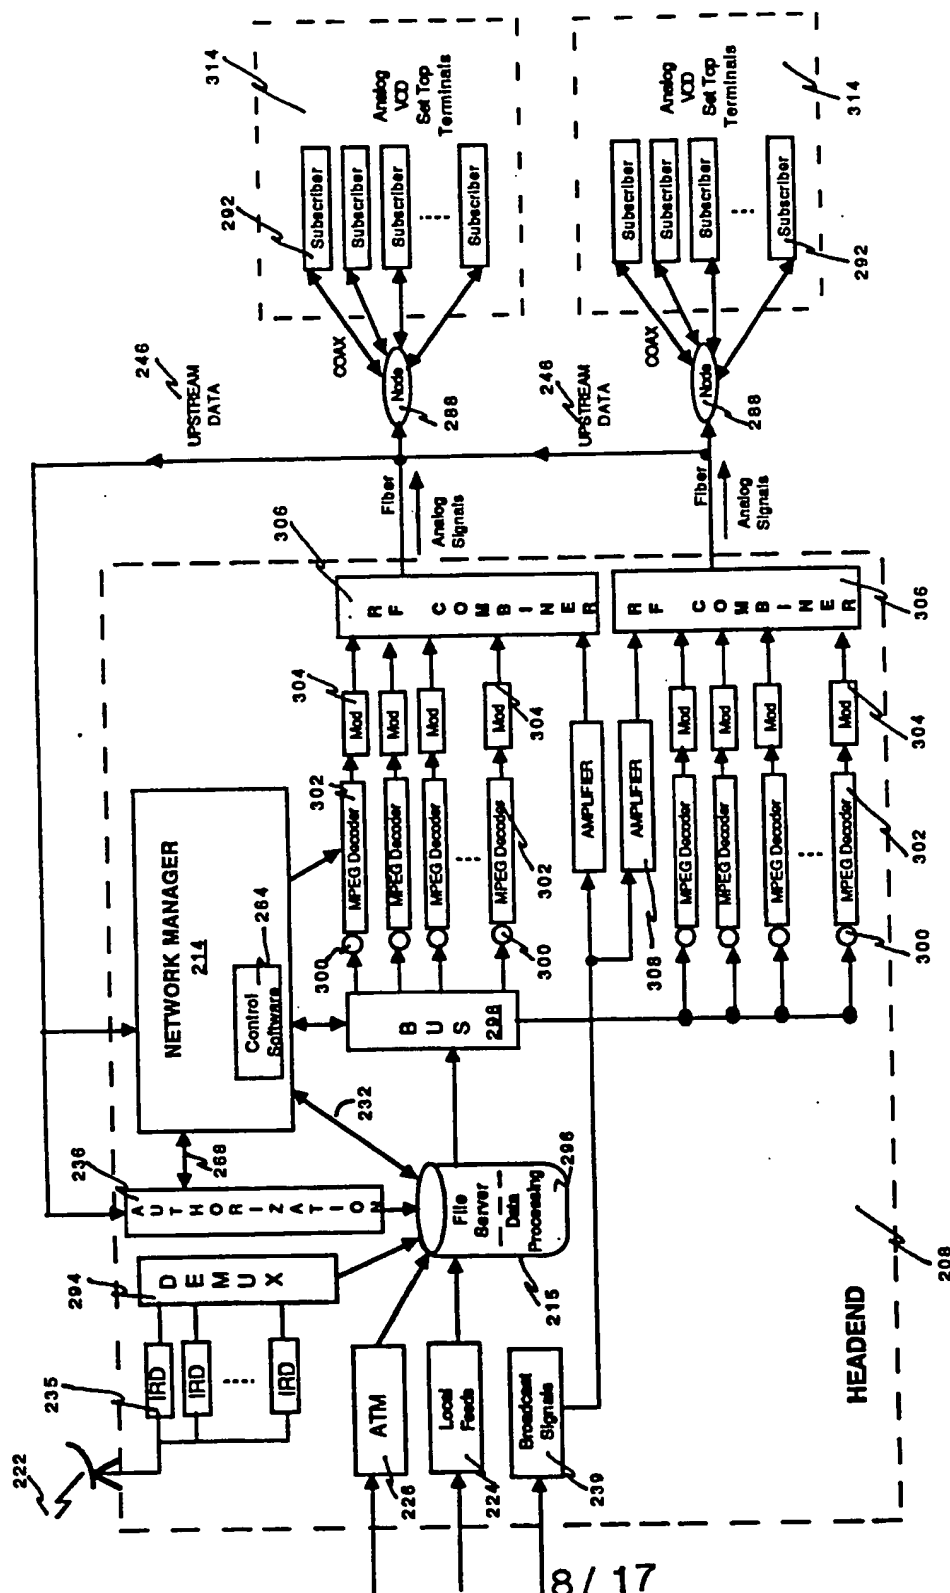 222
235
IRD
IRD
IRD
294
DEMUX
236
AUTHORIZATION
268
NETWORK MANAGER
214
264
Control
Software
232
226
ATM
224
Local
Feeds
239
Broadcast
Signals
File
Server
Data
Processing
215
296
BUS
298
300
300
302
MPEG Decoder
MPEG Decoder
MPEG Decoder
MPEG Decoder
302
304
Mod
Mod
Mod
Mod
304
306
RF COMBINER
AMPLIFIER
AMPLIFIER
308
MPEG Decoder
MPEG Decoder
MPEG Decoder
MPEG Decoder
300
302
Mod
Mod
Mod
Mod
304
RF COMBINER
306
Fiber
Analog
Signals
Fiber
Analog
Signals
246
UPSTREAM
DATA
246
UPSTREAM
DATA
Node
288
COAX
292
Subscriber
Subscriber
Subscriber
Subscriber
Analog
VOD
Set Top
Terminals
314
Node
288
COAX
Subscriber
Subscriber
Subscriber
Subscriber
292
Analog
VOD
Set Top
Terminals
314
HEADEND
208
8 / 17